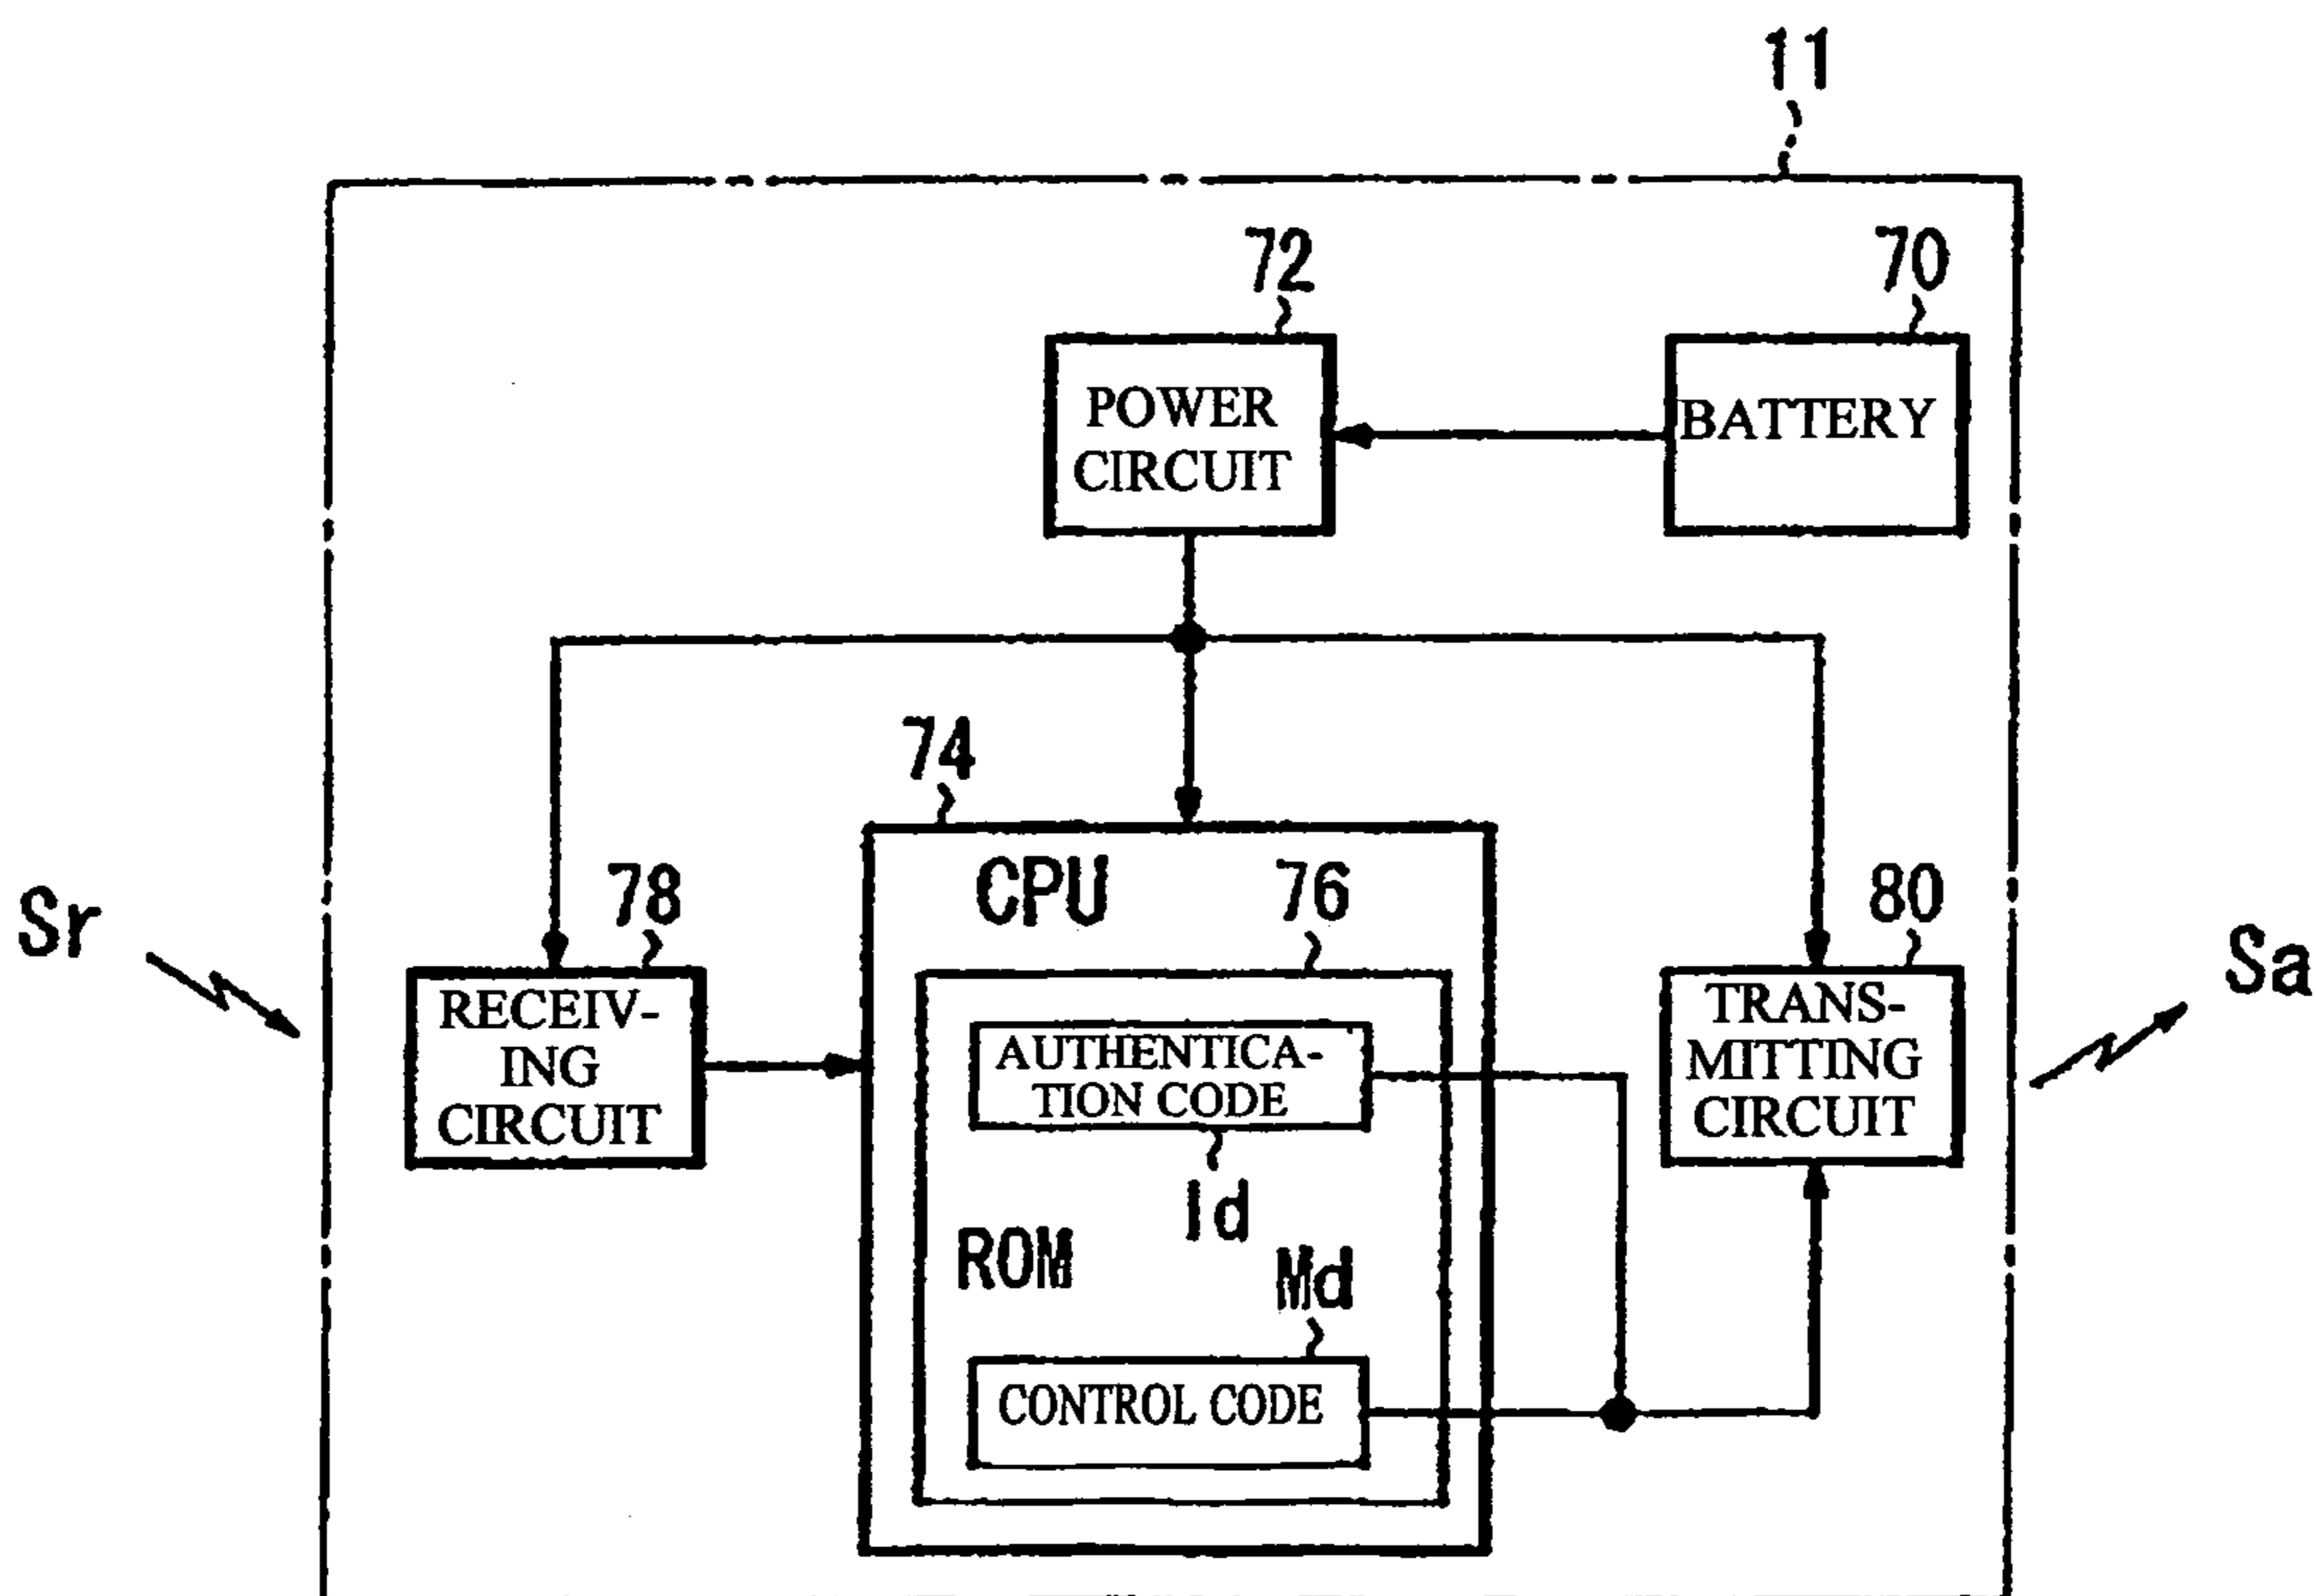 11
72
70
POWER
CIRCUIT
BATTERY
74
CPU
76
78
80
Sr
Sa
RECEIV-
ING
CIRCUIT
AUTHENTICA-
TION CODE
TRANS-
MITTING
CIRCUIT
Id
ROM
Md
CONTROL CODE